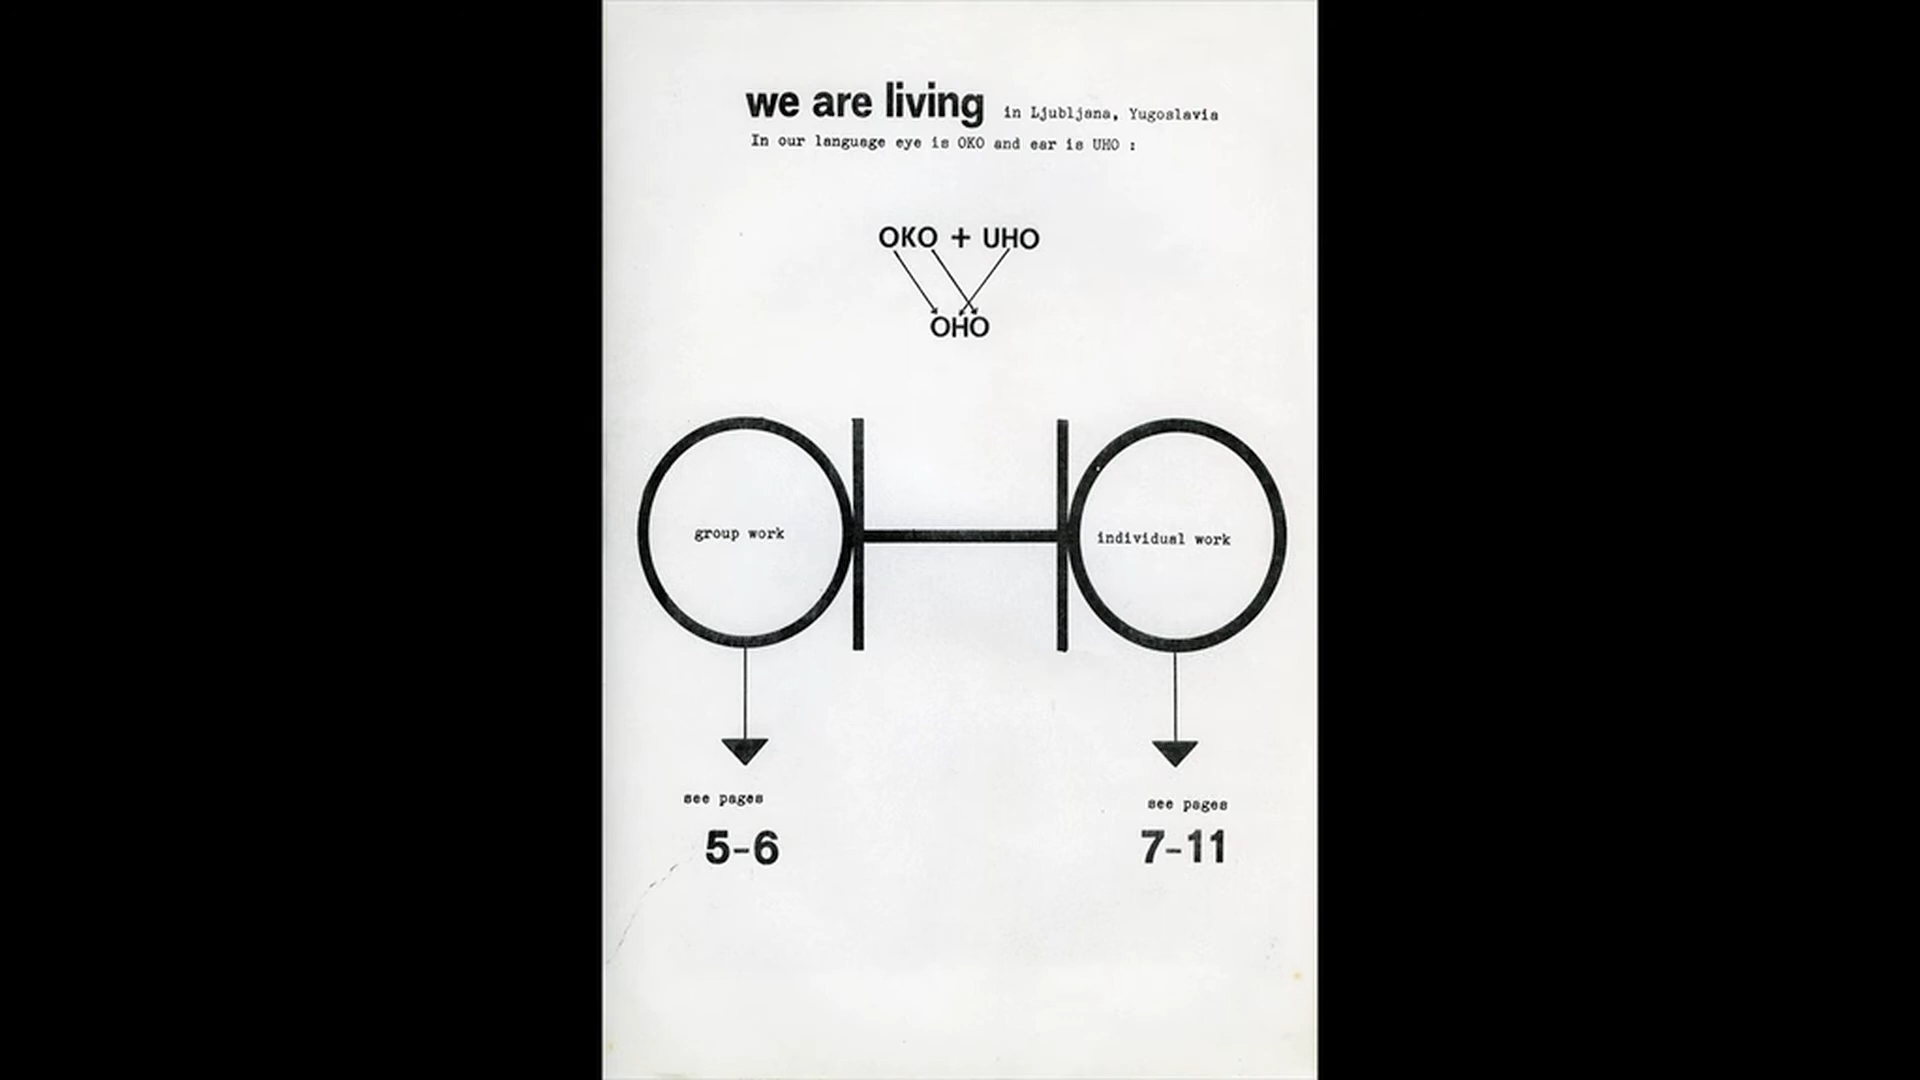 we are living in Ljubljana, Yugoslavia
In our language eye is OKO and ear is UHO :
OKO + UHO
OHO
OHO
group work
individual work
see pages
see pages
5-6
7-11